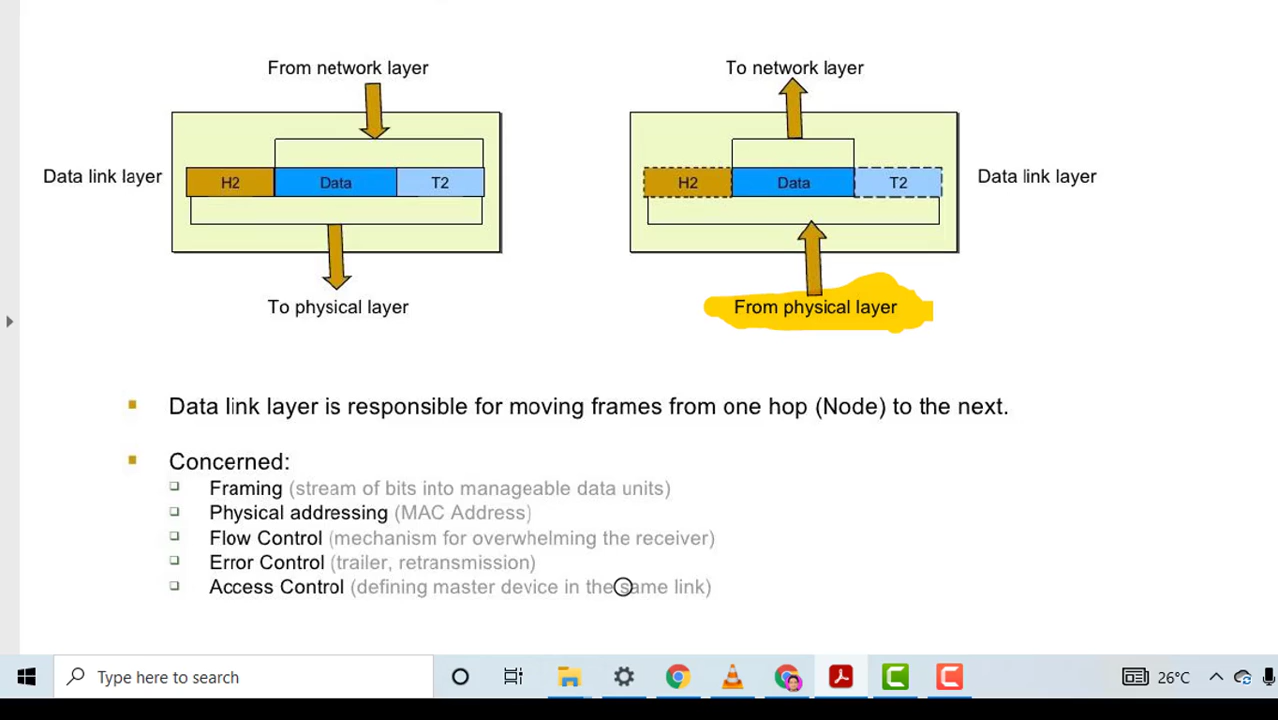 From network layer
To network layer
Data link layer
H2 Data T2
H2 Data T2
Data link layer
To physical layer
From physical layer
Data link layer is responsible for moving frames from one hop (Node) to the next.
Concerned:
Framing (stream of bits into manageable data units)
Physical addressing (MAC Address)
Flow Control (mechanism for overwhelming the receiver)
Error Control (trailer, retransmission)
Access Control (defining master device in the same link)
Type here to search
26°C